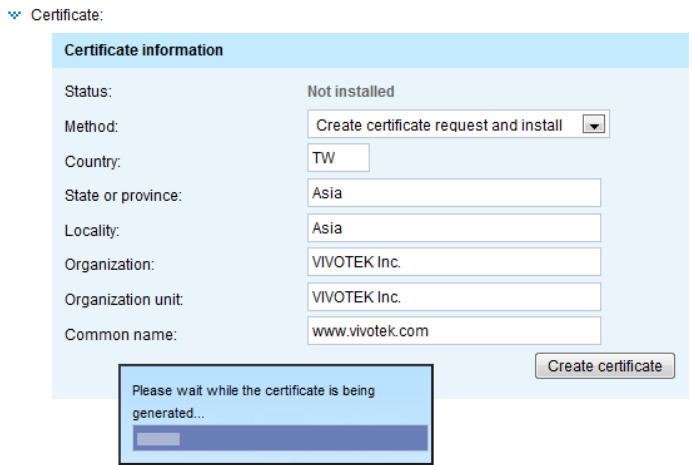 Certificate:
Certificate information
Status: Not installed
Method: Create certificate request and install
Country: TW
State or province: Asia
Locality: Asia
Organization: VIVOTEK Inc.
Organization unit: VIVOTEK Inc.
Common name: www.vivotek.com
Create certificate
Please wait while the certificate is being
generated...